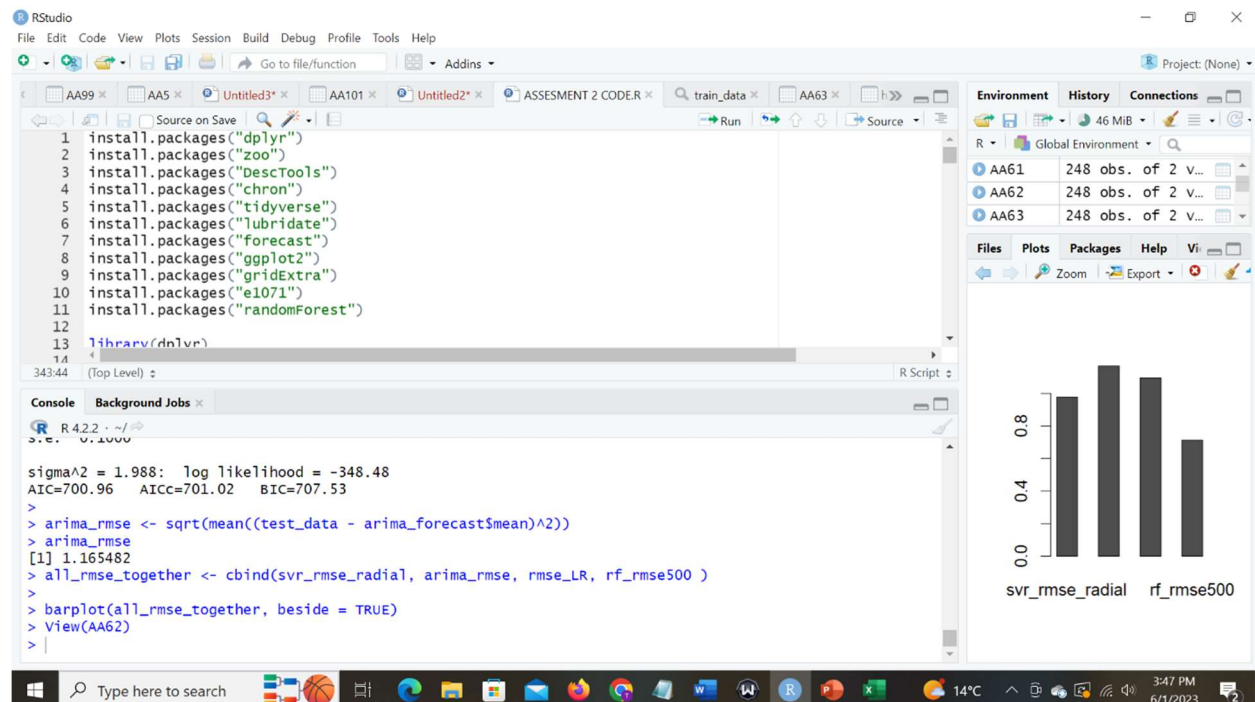 RStudio
File Edit Code View Plots Session Build Debug Profile Tools Help
Go to file/function
Addins
Project: (None)
AA99
AA5
Untitled3*
AA101
Untitled2*
ASSESMENT 2 CODE.R
train_data
AA63
Source on Save
Run
Source
1 install.packages("dplyr")
2 install.packages("zoo")
3 install.packages("DescTools")
4 install.packages("chron")
5 install.packages("tidyverse")
6 install.packages("lubridate")
7 install.packages("forecast")
8 install.packages("ggplot2")
9 install.packages("gridExtra")
10 install.packages("e1071")
11 install.packages("randomForest")
12
13 library(dplyr)
14
343:44 (Top Level)
R Script
Console Background Jobs
R 4.2.2 · ~/
s.e. 0.1000
sigma^2 = 1.988: log likelihood = -348.48
AIC=700.96 AICc=701.02 BIC=707.53
>
> arima_rmse <- sqrt(mean((test_data - arima_forecast$mean)^2))
> arima_rmse
[1] 1.165482
> all_rmse_together <- cbind(svr_rmse_radial, arima_rmse, rmse_LR, rf_rmse500 )
>
> barplot(all_rmse_together, beside = TRUE)
> View(AA62)
>
Environment History Connections
46 MiB
R Global Environment
AA61 248 obs. of 2 v…
AA62 248 obs. of 2 v…
AA63 248 obs. of 2 v…
Files Plots Packages Help Vi
Zoom Export
0.8
0.4
0.0
svr_rmse_radial rf_rmse500
Type here to search
14°C
3:47 PM
6/1/2023
2